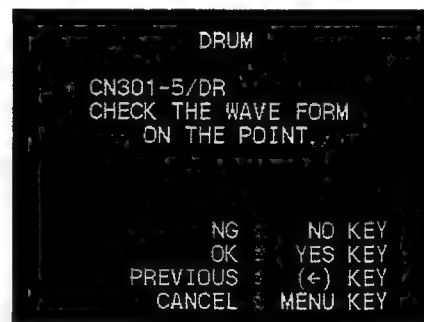 DRUM
CN301-5/DR
CHECK THE WAVE FORM
ON THE POINT.
NG : NO KEY
OK : YES KEY
PREVIOUS : (←) KEY
CANCEL : MENU KEY